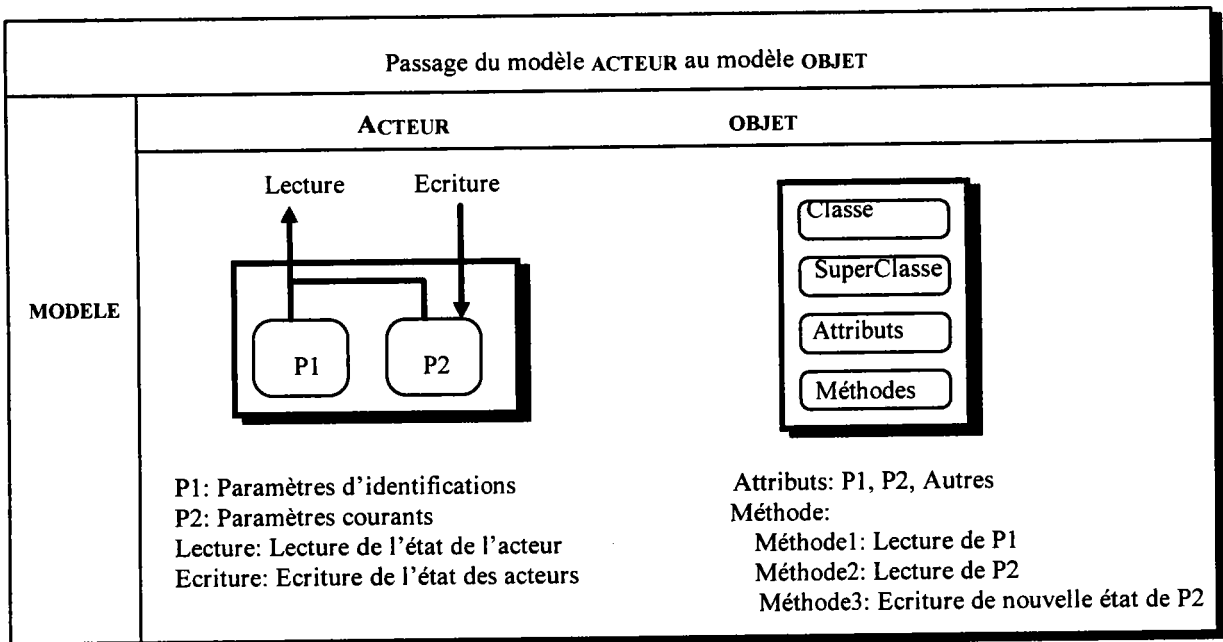 Passage du modèle ACTEUR au modèle OBJET
ACTEUR
OBJET
MODELE
Lecture
Ecriture
P1
P2
P1: Paramètres d'identifications
P2: Paramètres courants
Lecture: Lecture de l'état de l'acteur
Ecriture: Ecriture de l'état des acteurs
Classe
SuperClasse
Attributs
Méthodes
Attributs: P1, P2, Autres
Méthode:
Méthode1: Lecture de P1
Méthode2: Lecture de P2
Méthode3: Ecriture de nouvelle état de P2